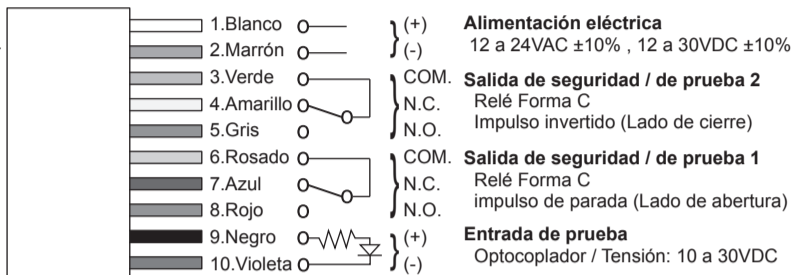 1.Blanco (+) Alimentación eléctrica
2.Marrón (-) 12 a 24VAC ±10% , 12 a 30VDC ±10%
3.Verde COM. Salida de seguridad / de prueba 2
4.Amarillo N.C. Relé Forma C
5.Gris N.O. Impulso invertido (Lado de cierre)
6.Rosado COM. Salida de seguridad / de prueba 1
7.Azul N.C. Relé Forma C
8.Rojo N.O. impulso de parada (Lado de abertura)
9.Negro (+) Entrada de prueba
10.Violeta (-) Optocoplador / Tensión: 10 a 30VDC